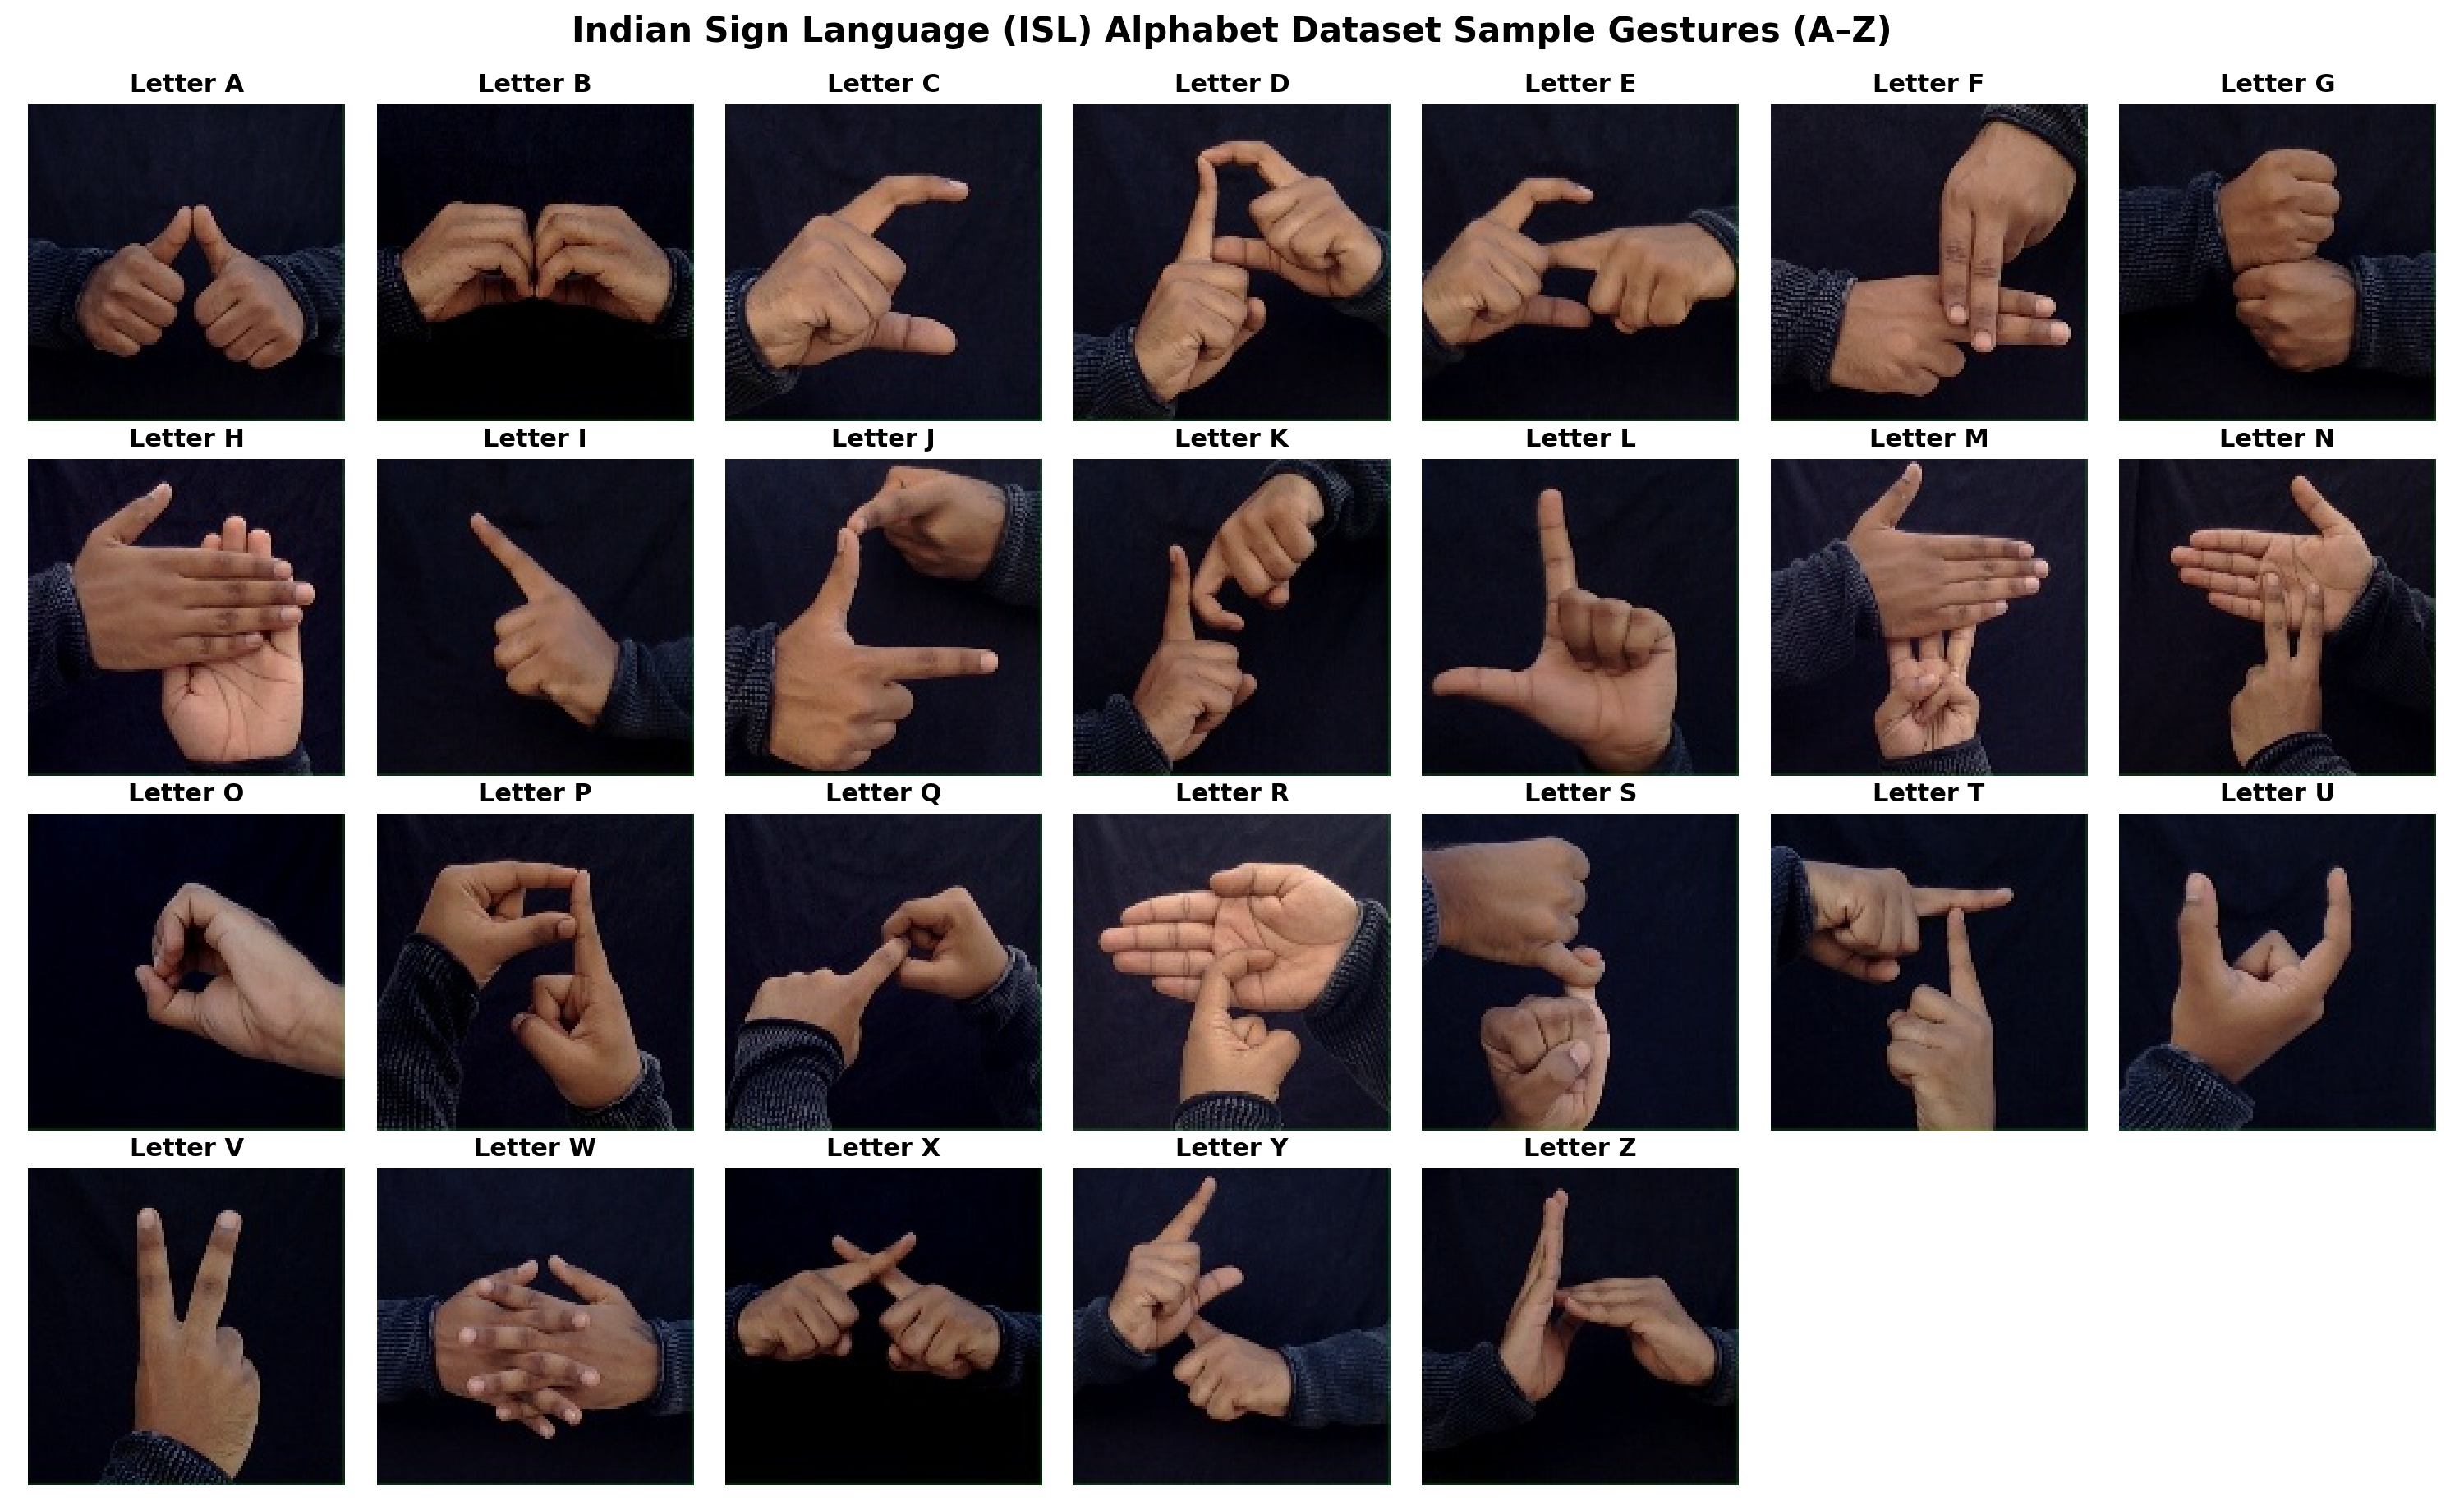 Indian Sign Language (ISL) Alphabet Dataset Sample Gestures (A–Z)
Letter A
Letter B
Letter C
Letter D
Letter E
Letter F
Letter G
Letter H
Letter I
Letter J
Letter K
Letter L
Letter M
Letter N
Letter O
Letter P
Letter Q
Letter R
Letter S
Letter T
Letter U
Letter V
Letter W
Letter X
Letter Y
Letter Z